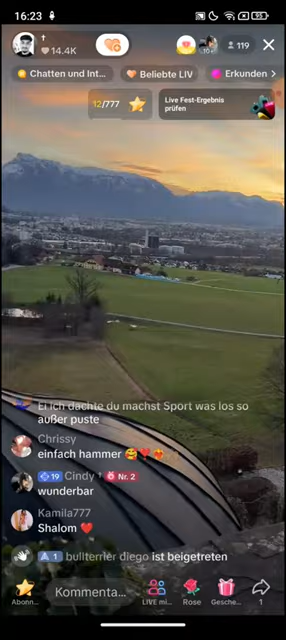 16:23
95
14.4K
119
Chatten und Int...
Beliebte LIV
Erkunden
12/777
Live Fest-Ergebnis
prüfen
Ei ich dachte du machst Sport was los so
außer puste
Chrissy
einfach hammer 🥰❤️❤️‍🔥
19 Cindy Nr. 2
wunderbar
Kamila777
Shalom ❤️
1 bullterrier diego ist beigetreten
Abonn...
Kommenta...
LIVE mi...
Rose
Gesche...
1